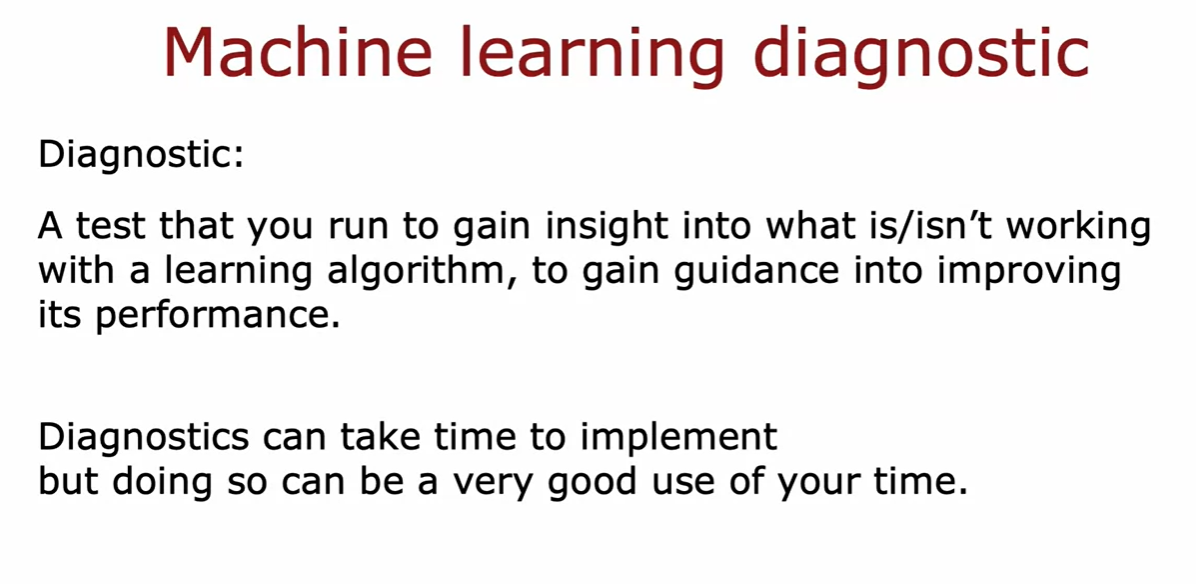 Machine learning diagnostic
Diagnostic:
A test that you run to gain insight into what is/isn’t working
with a learning algorithm, to gain guidance into improving
its performance.
Diagnostics can take time to implement
but doing so can be a very good use of your time.